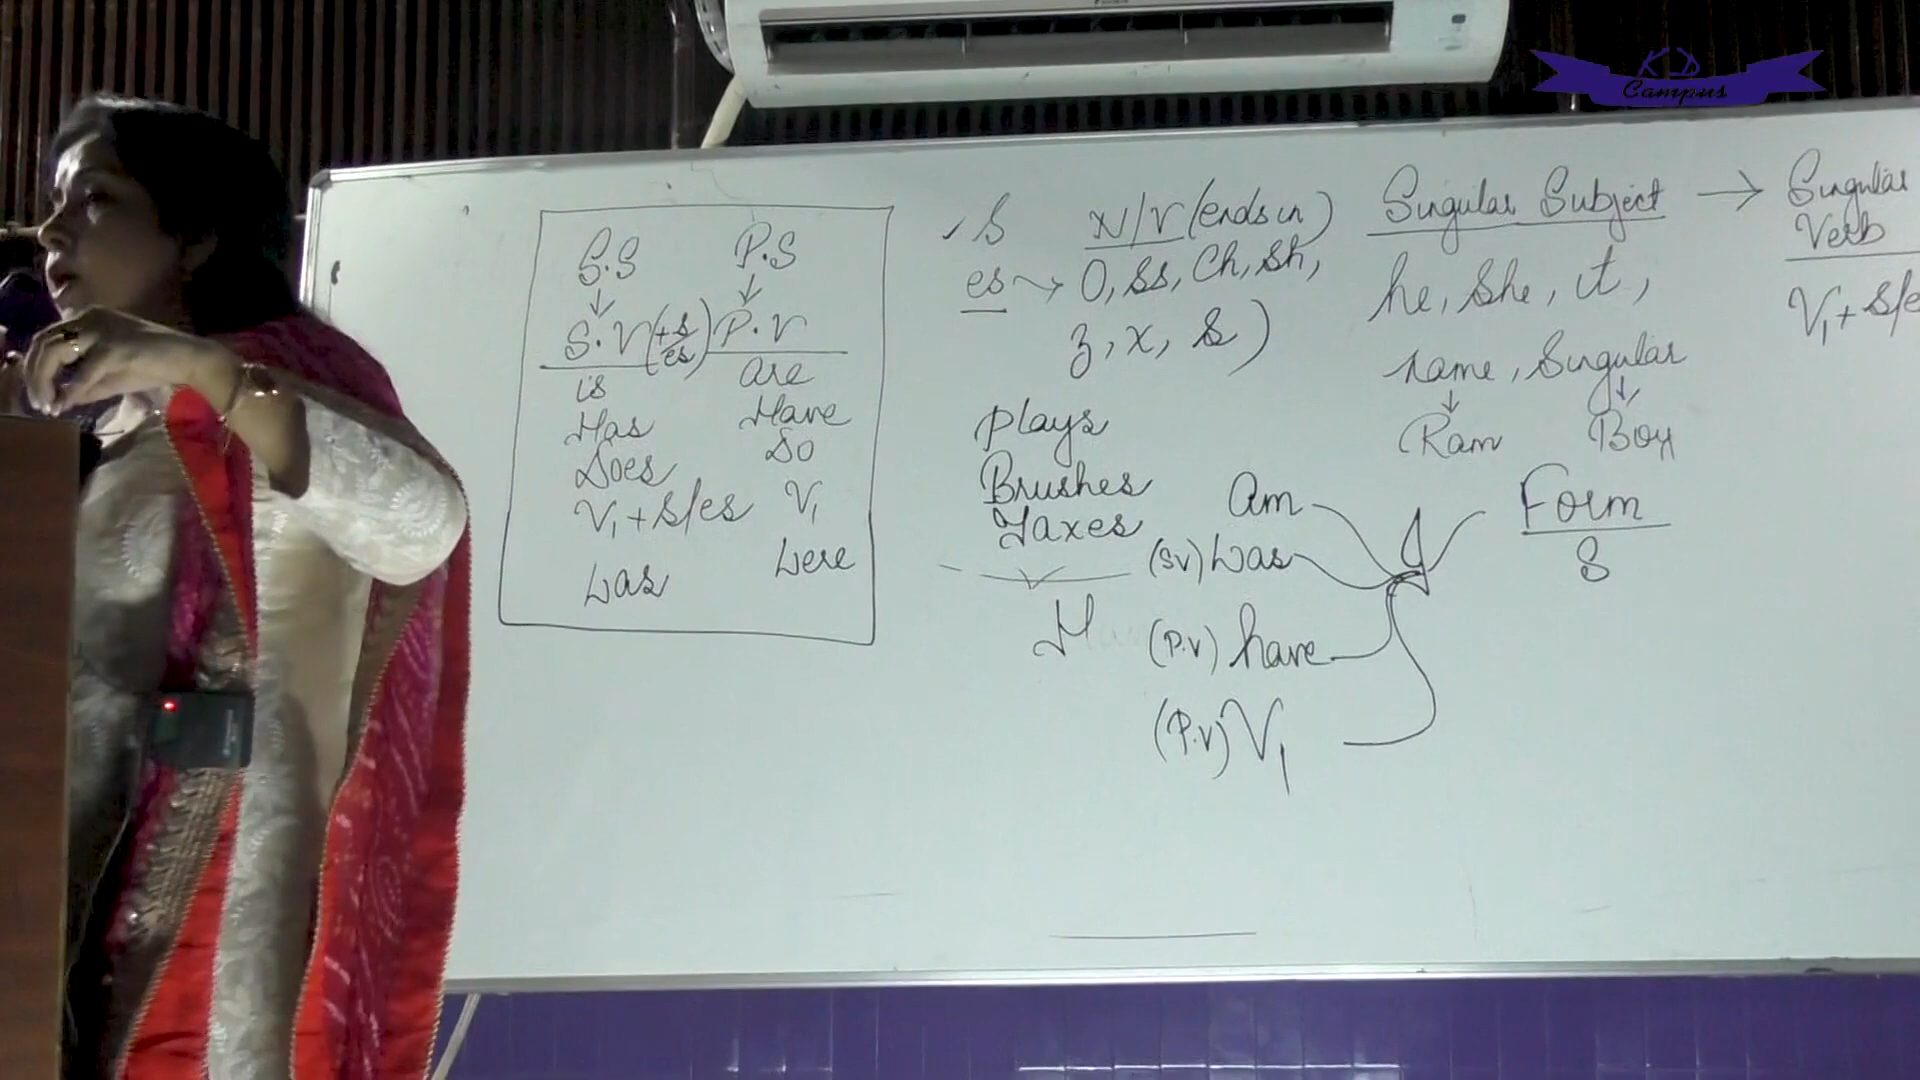 KD
Campus
S.S P.S
↓ ↓
S.V (+s/es) P.V
is are
Has Have
Does Do
V₁ + s/es V₁
was were
✓ S N/V (ends in)
es → O, ss, Ch, sh,
z, x, s)
plays
Brushes
Taxes
H
Am
(SV) was
(P.V) have
(P.V) V₁
I
Singular Subject → Singular
Verb
he, she, it, V₁ + s/es
name, Singular
↓ ↓
Ram Boy
Form
S